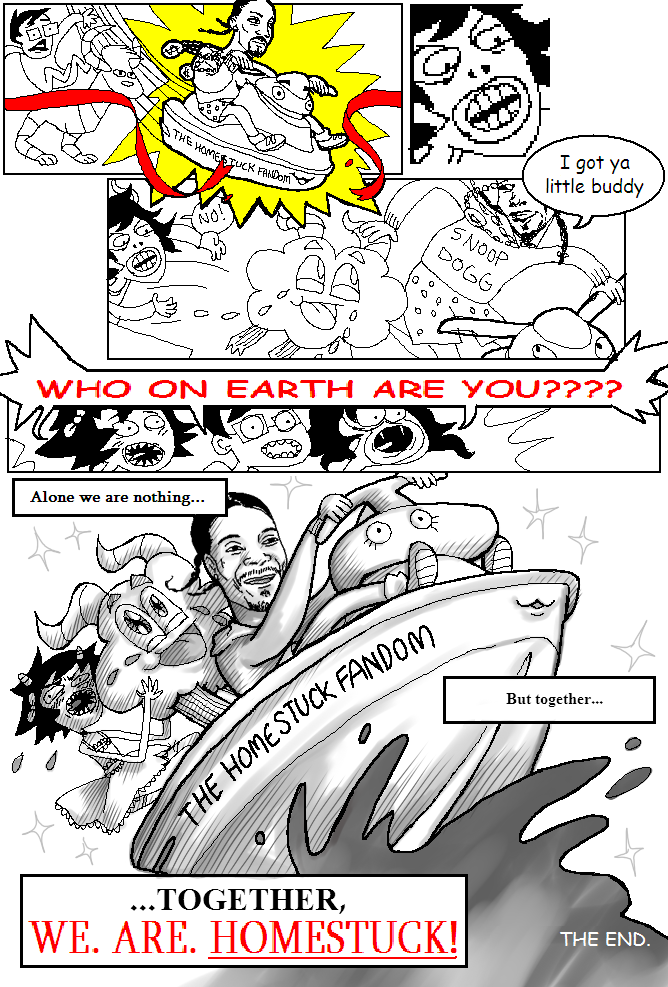 THE HOMESTUCK FANDOM
I got ya
little buddy
NO!
SNOOP
DOGG
WHO ON EARTH ARE YOU????
Alone we are nothing...
THE HOMESTUCK FANDOM
But together...
...TOGETHER,
WE. ARE. HOMESTUCK!
THE END.